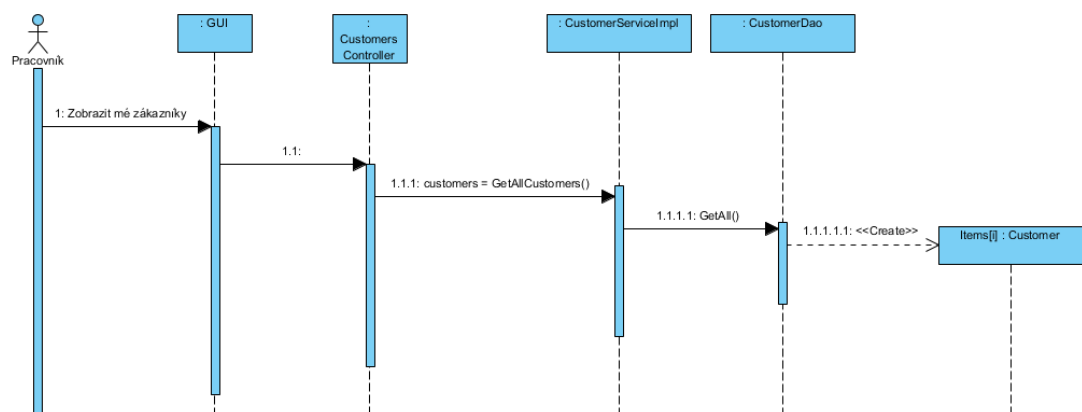 : GUI
:
Customers
Controller
: CustomerServiceImpl
: CustomerDao
Pracovník
1: Zobrazit mé zákazníky
1.1:
1.1.1: customers = GetAllCustomers()
1.1.1.1: GetAll()
1.1.1.1.1: <<Create>>
Items[i] : Customer